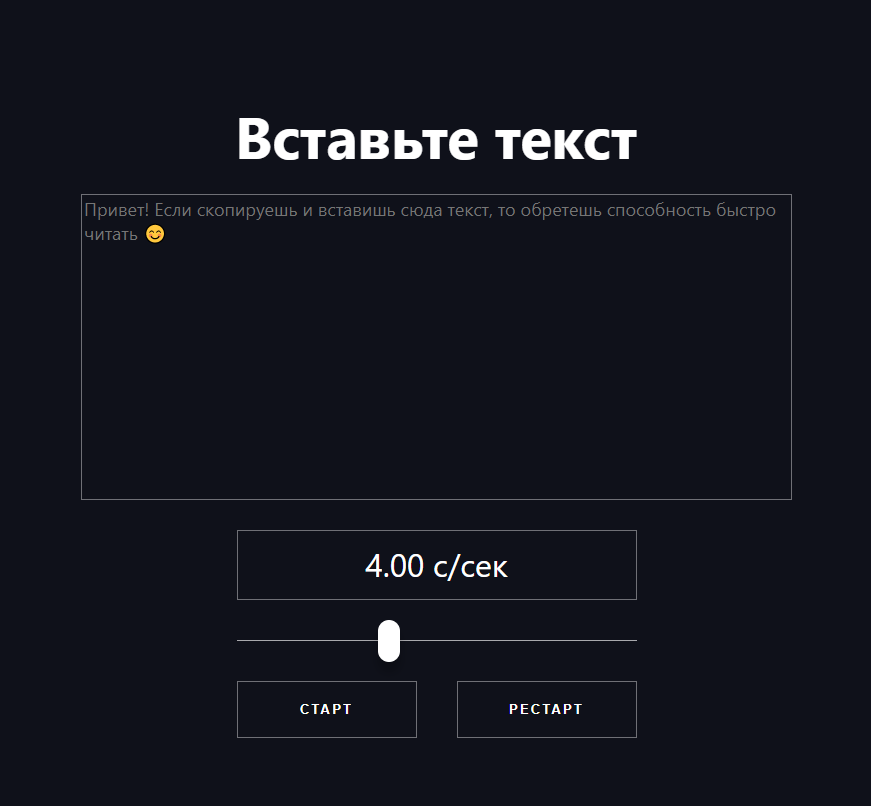 Вставьте текст
Привет! Если скопируешь и вставишь сюда текст, то обретешь способность быстро
читать 😊
4.00 с/сек
СТАРТ
РЕСТАРТ